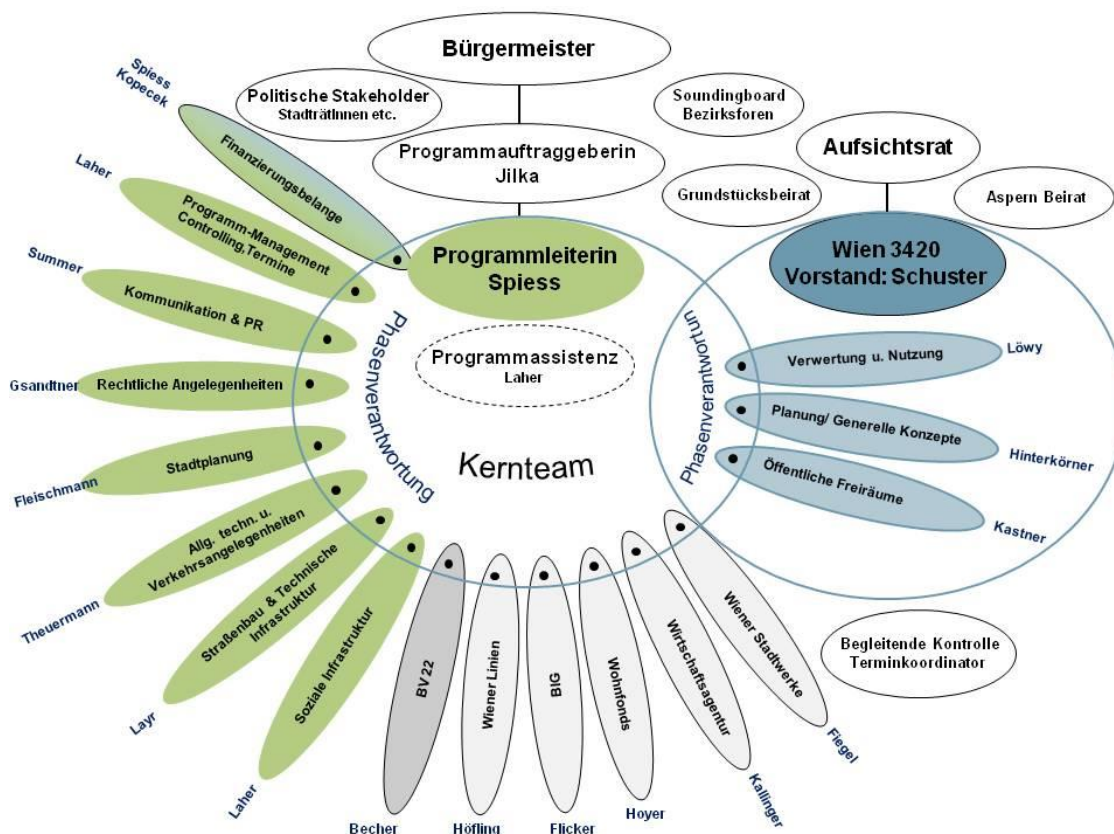 Bürgermeister
Politische Stakeholder
StadträtInnen etc.
Soundingboard
Bezirksforen
Programmauftraggeberin
Jilka
Aufsichtsrat
Grundstücksbeirat
Aspern Beirat
Programmleiterin
Spiess
Wien 3420
Vorstand: Schuster
Programmassistenz
Laher
Kernteam
Phasenverantwortung
Phasenverantwortun
Spiess
Kopecek
Finanzierungsbelange
Laher
Programm-Management
Controlling,Termine
Summer
Kommunikation & PR
Gsandtner
Rechtliche Angelegenheiten
Fleischmann
Stadtplanung
Theuermann
Allg. techn. u.
Verkehrsangelegenheiten
Layr
Straßenbau & Technische
Infrastruktur
Laher
Soziale Infrastruktur
BV 22
Becher
Wiener Linien
Höfling
BIG
Flicker
Wohnfonds
Hoyer
Wirtschaftsagentur
Kallinger
Wiener Stadtwerke
Fiegel
Verwertung u. Nutzung
Löwy
Planung/ Generelle Konzepte
Hinterkörner
Öffentliche Freiräume
Kastner
Begleitende Kontrolle
Terminkoordinator